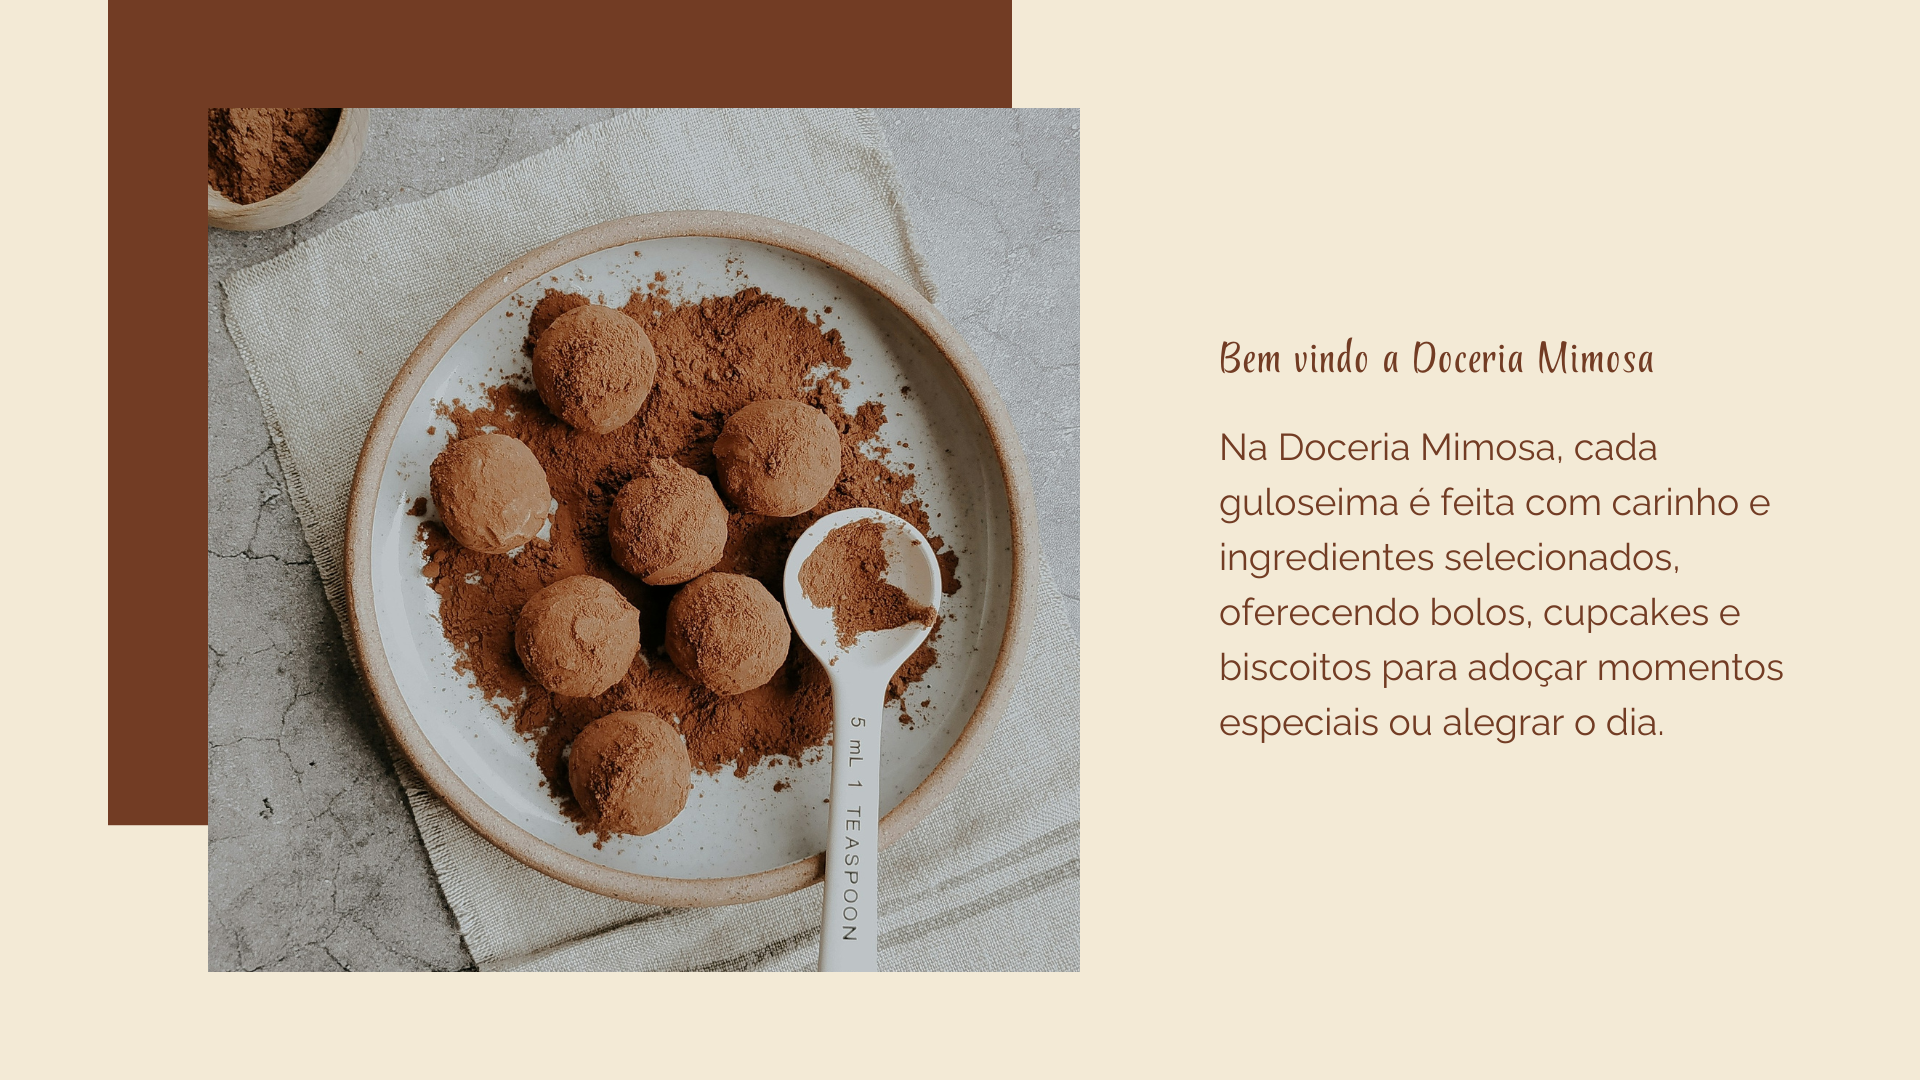 Bem vindo a Doceria Mimosa
Na Doceria Mimosa, cada
guloseima é feita com carinho e
ingredientes selecionados,
oferecendo bolos, cupcakes e
biscoitos para adoçar momentos
especiais ou alegrar o dia.
5 mL 1 TEASPOON